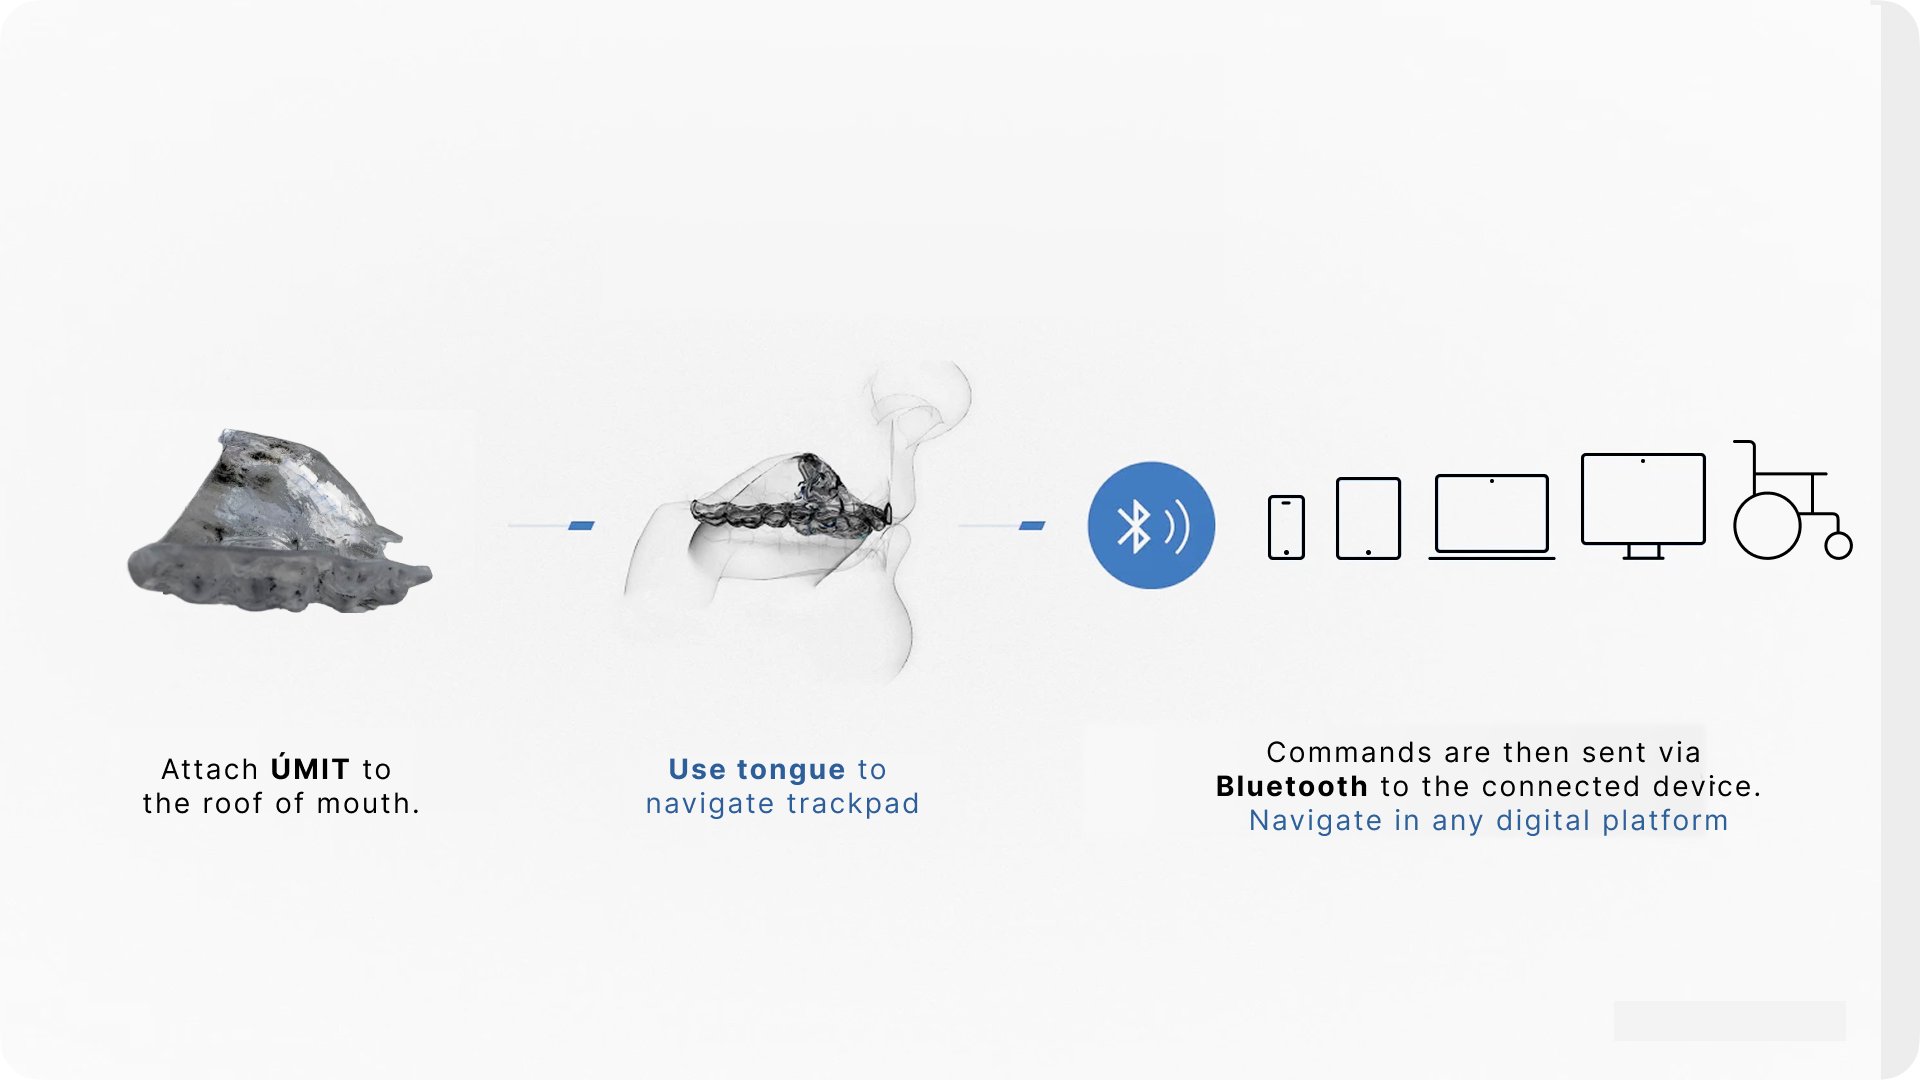 Attach ÚMIT to
the roof of mouth.
Use tongue to
navigate trackpad
Commands are then sent via
Bluetooth to the connected device.
Navigate in any digital platform